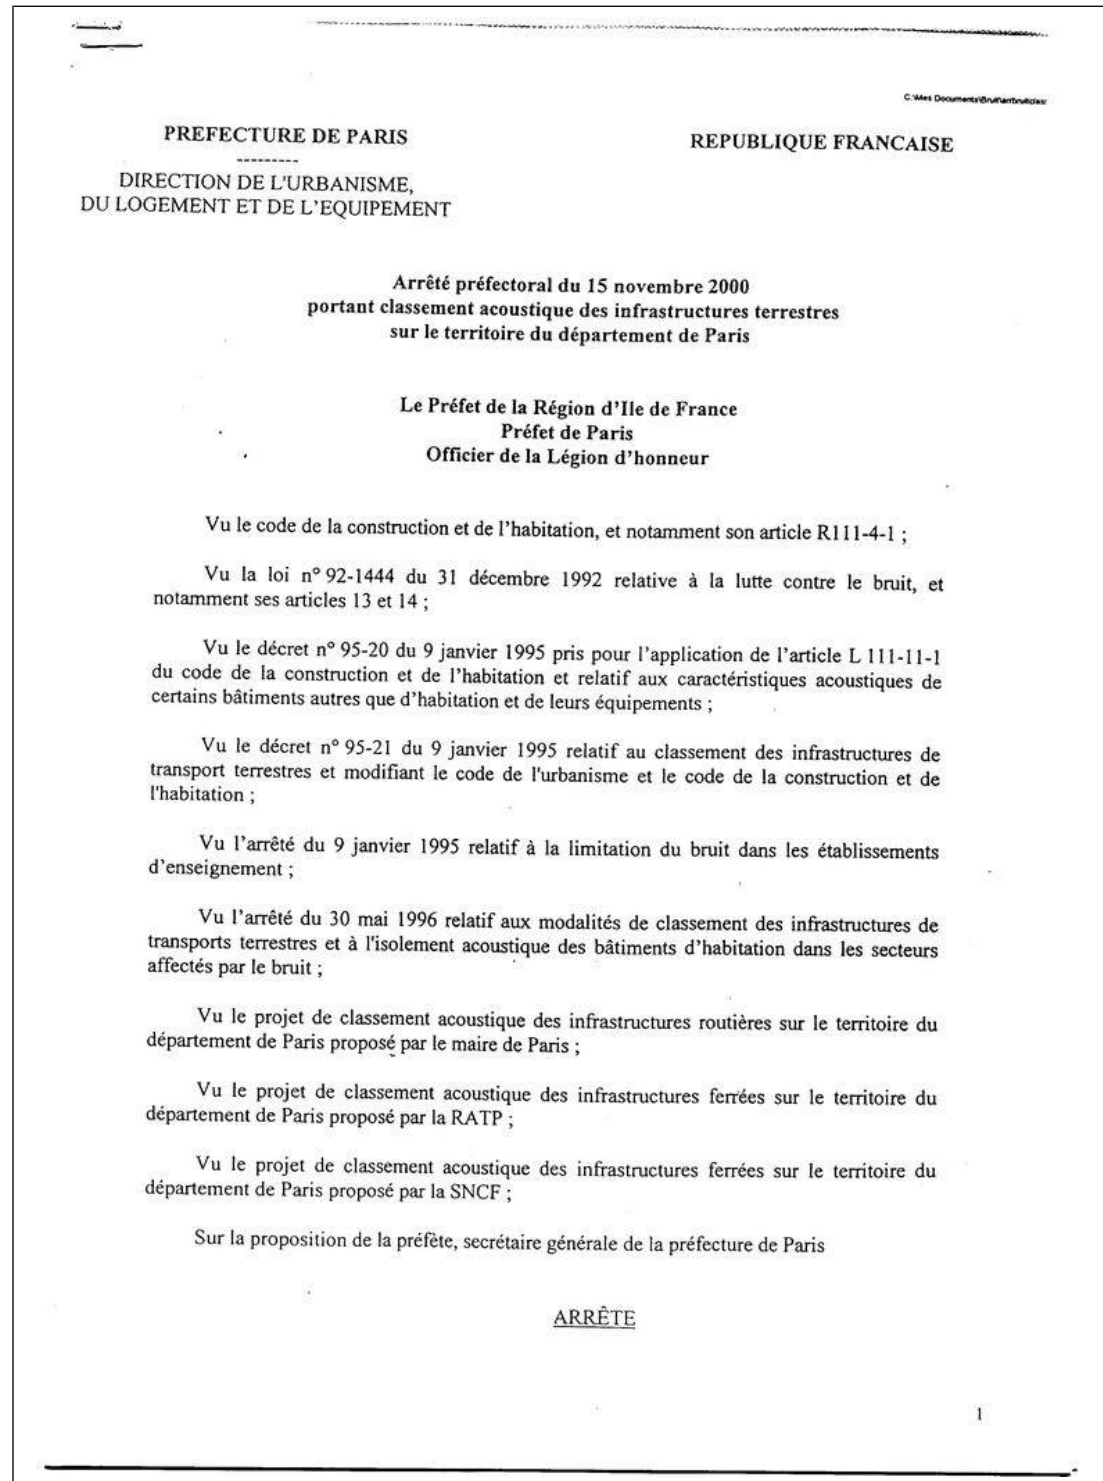 C:\Mes Documents\Bruit\arrbruitclas
PREFECTURE DE PARIS
---------
DIRECTION DE L'URBANISME,
DU LOGEMENT ET DE L'EQUIPEMENT
REPUBLIQUE FRANCAISE
Arrêté préfectoral du 15 novembre 2000
portant classement acoustique des infrastructures terrestres
sur le territoire du département de Paris
Le Préfet de la Région d'Ile de France
Préfet de Paris
Officier de la Légion d'honneur
Vu le code de la construction et de l'habitation, et notamment son article R111-4-1 ;
Vu la loi n° 92-1444 du 31 décembre 1992 relative à la lutte contre le bruit, et
notamment ses articles 13 et 14 ;
Vu le décret n° 95-20 du 9 janvier 1995 pris pour l'application de l'article L 111-11-1
du code de la construction et de l'habitation et relatif aux caractéristiques acoustiques de
certains bâtiments autres que d'habitation et de leurs équipements ;
Vu le décret n° 95-21 du 9 janvier 1995 relatif au classement des infrastructures de
transport terrestres et modifiant le code de l'urbanisme et le code de la construction et de
l'habitation ;
Vu l'arrêté du 9 janvier 1995 relatif à la limitation du bruit dans les établissements
d'enseignement ;
Vu l'arrêté du 30 mai 1996 relatif aux modalités de classement des infrastructures de
transports terrestres et à l'isolement acoustique des bâtiments d'habitation dans les secteurs
affectés par le bruit ;
Vu le projet de classement acoustique des infrastructures routières sur le territoire du
département de Paris proposé par le maire de Paris ;
Vu le projet de classement acoustique des infrastructures ferrées sur le territoire du
département de Paris proposé par la RATP ;
Vu le projet de classement acoustique des infrastructures ferrées sur le territoire du
département de Paris proposé par la SNCF ;
Sur la proposition de la préfète, secrétaire générale de la préfecture de Paris
ARRÊTE
1